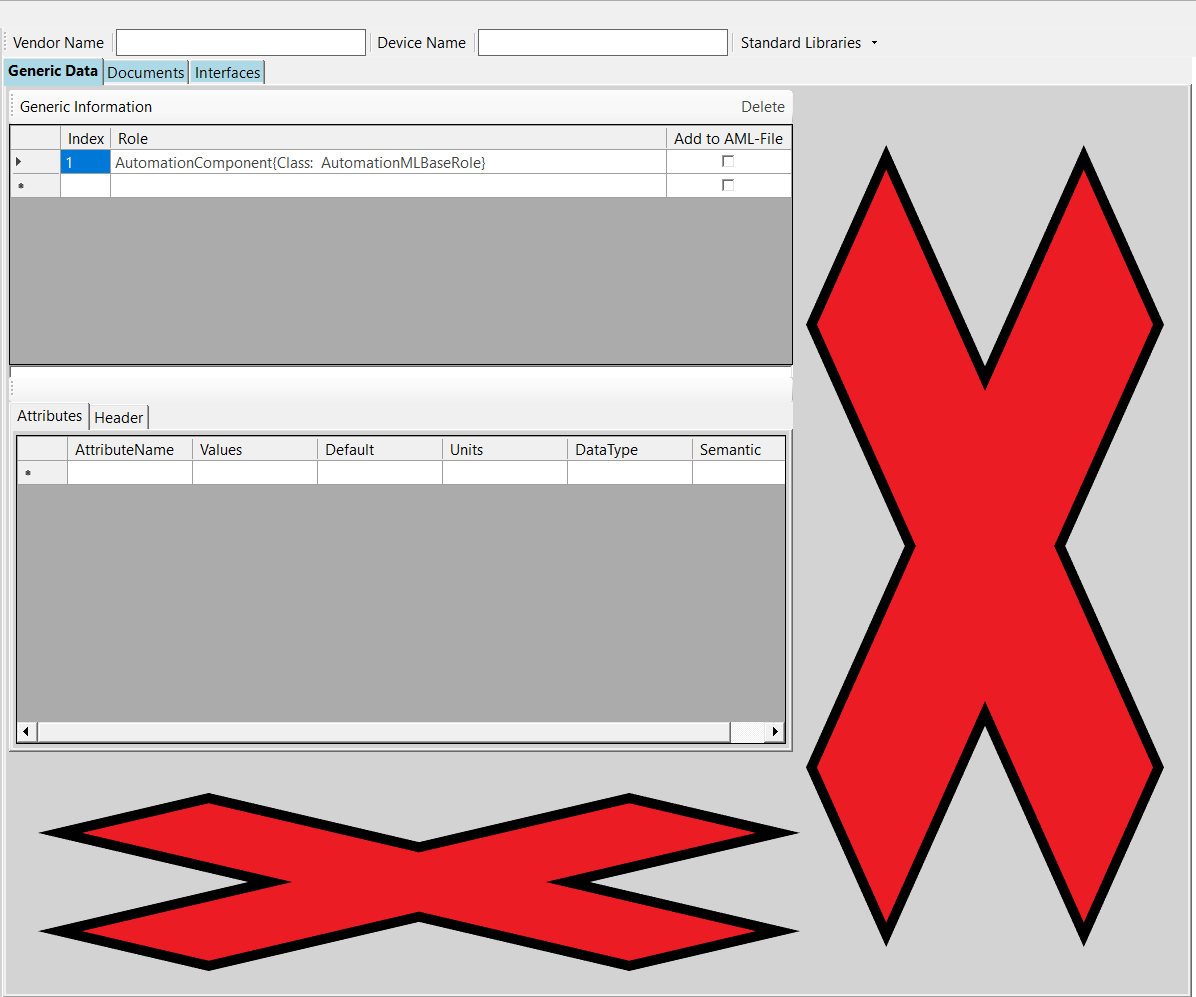 Vendor Name Device Name Standard Libraries
Generic Data Documents Interfaces
Generic Information Delete
Index Role Add to AML-File
1 AutomationComponent{Class: AutomationMLBaseRole}
*
Attributes Header
AttributeName Values Default Units DataType Semantic
*